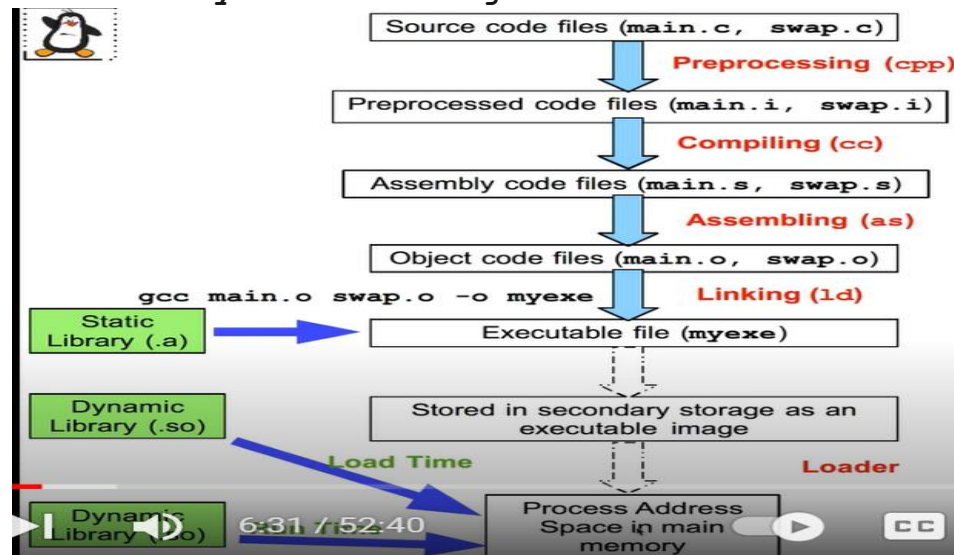 Source code files (main.c, swap.c)
Preprocessing (cpp)
Preprocessed code files (main.i, swap.i)
Compiling (cc)
Assembly code files (main.s, swap.s)
Assembling (as)
Object code files (main.o, swap.o)
gcc main.o swap.o -o myexe
Linking (ld)
Static
Library (.a)
Executable file (myexe)
Dynamic
Library (.so)
Stored in secondary storage as an
executable image
Load Time
Loader
Process Address
Space in main
memory
6:31 / 52:40
CC